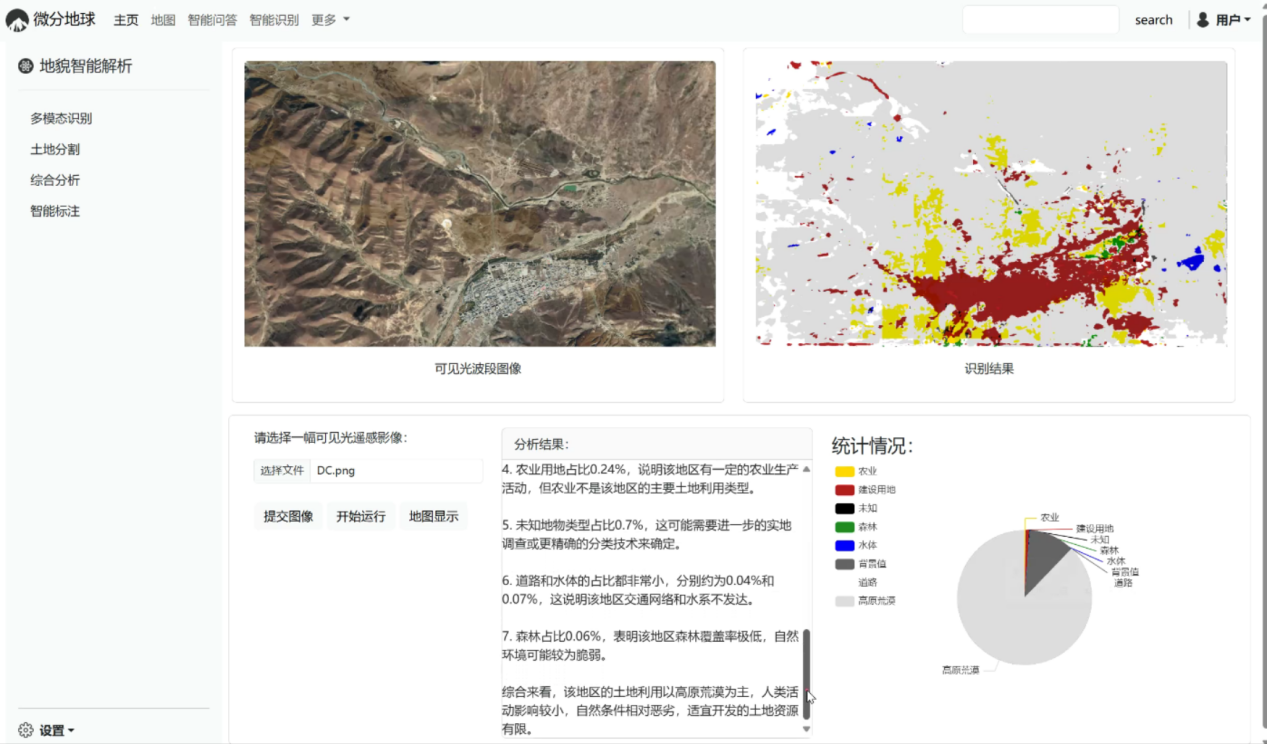 微分地球 主页 地图 智能问答 智能识别 更多 search 用户
地貌智能解析
多模态识别
土地分割
综合分析
智能标注
设置
可见光波段图像
识别结果
请选择一幅可见光遥感影像：
选择文件 DC.png
提交图像 开始运行 地图显示
分析结果：
4. 农业用地占比0.24%，说明该地区有一定的农业生产
活动，但农业不是该地区的主要土地利用类型。
5. 未知地物类型占比0.7%，这可能需要进一步的实地
调查或更精确的分类技术来确定。
6. 道路和水体的占比都非常小，分别约为0.04%和
0.07%，这说明该地区交通网络和水系不发达。
7. 森林占比0.06%，表明该地区森林覆盖率极低，自然
环境可能较为脆弱。
综合来看，该地区的土地利用以高原荒漠为主，人类活
动影响较小，自然条件相对恶劣，适宜开发的土地资源
有限。
统计情况：
农业
建设用地
未知
森林
水体
背景值
道路
高原荒漠
农业
建设用地
未知
森林
水体
背景值
道路
高原荒漠